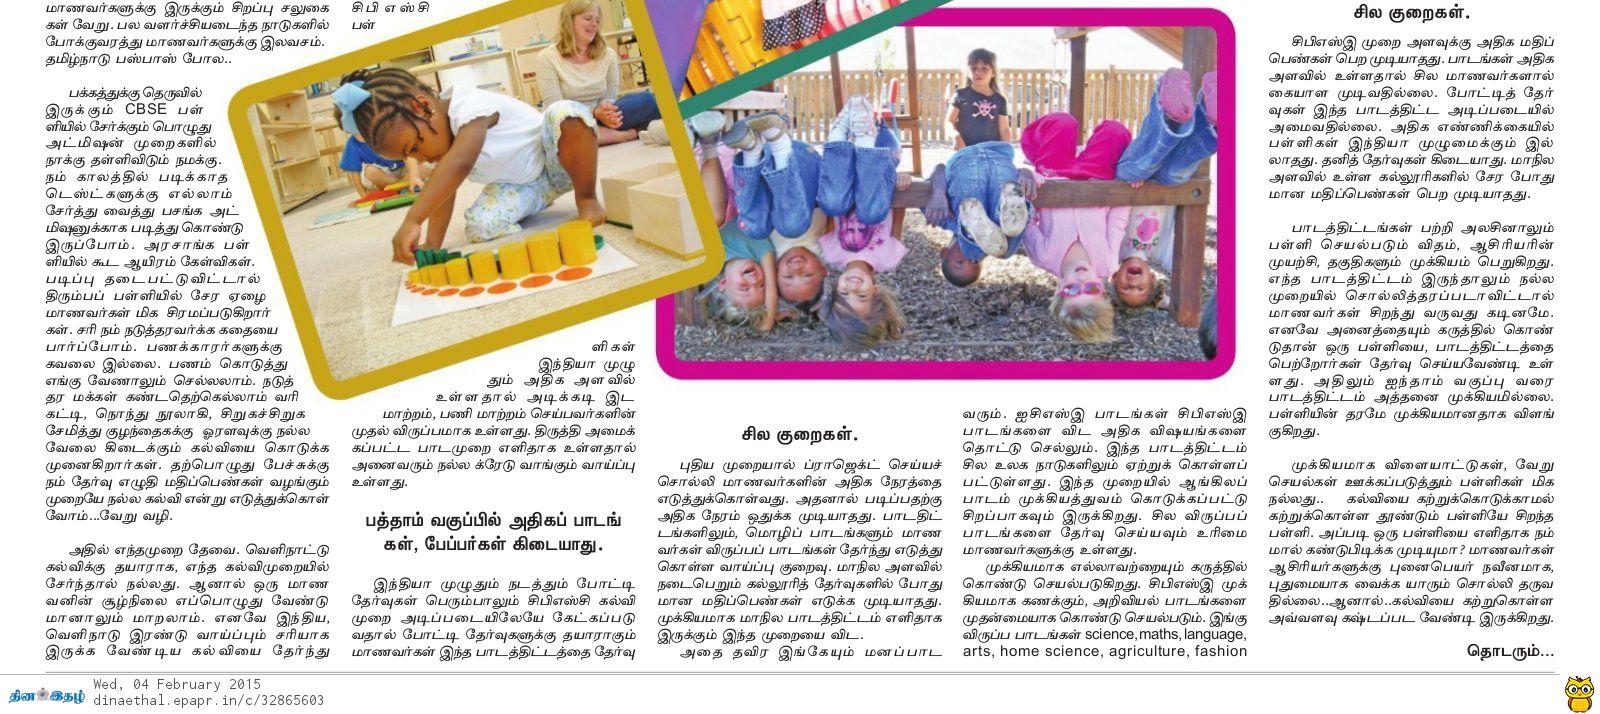 மாணவர்களுக்கு இருக்கும் சிறப்பு சலுகை
கள் வேறு. பல வளர்ச்சியடைந்த நாடுகளில்
போக்குவரத்து மாணவர்களுக்கு இலவசம்.
தமிழ்நாடு பஸ்பாஸ் போல..
பக்கத்துக்கு தெருவில்
இருக்கும் CBSE பள்
ளியில் சேர்க்கும் பொழுது
அட்மிஷன் முறைகளில்
நாக்கு தள்ளிவிடும் நமக்கு.
நம் காலத்தில் படிக்காத
டெஸ்ட்களுக்கு எல்லாம்
சேர்த்து வைத்து பசங்க அட்
மிஷனுக்காக படித்து கொண்டு
இருப்போம். அரசாங்க பள்
ளியில் கூட ஆயிரம் கேள்விகள்.
படிப்பு தடைபட்டுவிட்டால்
திரும்பப் பள்ளியில் சேர ஏழை
மாணவர்கள் மிக சிரமப்படுகிறார்
கள். சரி நம் நடுத்தரவர்க்க கதையை
பார்ப்போம். பணக்காரர்களுக்கு
கவலை இல்லை. பணம் கொடுத்து
எங்கு வேணாலும் செல்லலாம். நடுத்
தர மக்கள் கண்டதெற்கெல்லாம் வரி
கட்டி, நொந்து நூலாகி, சிறுகச்சிறுக
சேமித்து குழந்தைகக்கு ஓரளவுக்கு நல்ல
வேலை கிடைக்கும் கல்வியை கொடுக்க
முனைகிறார்கள். தற்பொழுது பேச்சுக்கு
நம் தேர்வு எழுதி மதிப்பெண்கள் வழங்கும்
முறையே நல்ல கல்வி என்று எடுத்துக்கொள்
வோம்...வேறு வழி.
அதில் எந்தமுறை தேவை. வெளிநாட்டு
கல்விக்கு தயாராக, எந்த கல்விமுறையில்
சேர்ந்தால் நல்லது. ஆனால் ஒரு மாண
வனின் சூழ்நிலை எப்பொழுது வேண்டு
மானாலும் மாறலாம். எனவே இந்திய,
வெளிநாடு இரண்டு வாய்ப்பும் சரியாக
இருக்க வேண்டிய கல்வியை தேர்ந்து
சிபிஎஸ்சி
பள்
ளிகள்
இந்தியா முழு
தும் அதிக அளவில்
உள்ளதால் அடிக்கடி இட
மாற்றம், பணி மாற்றம் செய்பவர்களின்
முதல் விருப்பமாக உள்ளது. திருத்தி அமைக்
கப்பட்ட பாடமுறை எளிதாக உள்ளதால்
அனைவரும் நல்ல க்ரேடு வாங்கும் வாய்ப்பு
உள்ளது.
பத்தாம் வகுப்பில் அதிகப் பாடங்
கள், பேப்பர்கள் கிடையாது.
இந்தியா முழுதும் நடத்தும் போட்டி
தேர்வுகள் பெரும்பாலும் சிபிஎஸ்சி கல்வி
முறை அடிப்படையிலேயே கேட்கப்படு
வதால் போட்டி தேர்வுகளுக்கு தயாராகும்
மாணவர்கள் இந்த பாடத்திட்டத்தை தேர்வு
சில குறைகள்.
புதிய முறையால் ப்ராஜெக்ட் செய்யச்
சொல்லி மாணவர்களின் அதிக நேரத்தை
எடுத்துக்கொள்வது. அதனால் படிப்பதற்கு
அதிக நேரம் ஒதுக்க முடியாதது. பாடதிட்
டங்களிலும், மொழிப் பாடங்களும் மாண
வர்கள் விருப்பப் பாடங்கள் தேர்ந்து எடுத்து
கொள்ள வாய்ப்பு குறைவு. மாநில அளவில்
நடைபெறும் கல்லூரித் தேர்வுகளில் போது
மான மதிப்பெண்கள் எடுக்க முடியாதது.
முக்கியமாக மாநில பாடத்திட்டம் எளிதாக
இருக்கும் இந்த முறையை விட.
அதை தவிர இங்கேயும் மனப்பாட
வரும். ஐசிஎஸ்இ பாடங்கள் சிபிஎஸ்இ
பாடங்களை விட அதிக விஷயங்களை
தொட்டு செல்லும். இந்த பாடத்திட்டம்
சில உலக நாடுகளிலும் ஏற்றுக் கொள்ளப்
பட்டுள்ளது. இந்த முறையில் ஆங்கிலப்
பாடம் முக்கியத்துவம் கொடுக்கப்பட்டு
சிறப்பாகவும் இருக்கிறது. சில விருப்பப்
பாடங்களை தேர்வு செய்யவும் உரிமை
மாணவர்களுக்கு உள்ளது.
முக்கியமாக எல்லாவற்றையும் கருத்தில்
கொண்டு செயல்படுகிறது. சிபிஎஸ்இ முக்
கியமாக கணக்கும், அறிவியல் பாடங்களை
முதன்மையாக கொண்டு செயல்படும். இங்கு
விருப்ப பாடங்கள் science,maths, language,
arts, home science, agriculture, fashion
சில குறைகள்.
சிபிஎஸ்இ முறை அளவுக்கு அதிக மதிப்
பெண்கள் பெற முடியாதது. பாடங்கள் அதிக
அளவில் உள்ளதால் சில மாணவர்களால்
கையாள முடிவதில்லை. போட்டித் தேர்
வுகள் இந்த பாடத்திட்ட அடிப்படையில்
அமைவதில்லை. அதிக எண்ணிக்கையில்
பள்ளிகள் இந்தியா முழுமைக்கும் இல்
லாதது. தனித் தேர்வுகள் கிடையாது. மாநில
அளவில் உள்ள கல்லூரிகளில் சேர போது
மான மதிப்பெண்கள் பெற முடியாதது.
பாடத்திட்டங்கள் பற்றி அலசினாலும்
பள்ளி செயல்படும் விதம், ஆசிரியரின்
முயற்சி, தகுதிகளும் முக்கியம் பெறுகிறது.
எந்த பாடத்திட்டம் இருந்தாலும் நல்ல
முறையில் சொல்லித்தரப்படாவிட்டால்
மாணவர்கள் சிறந்து வருவது கடினமே.
எனவே அனைத்தையும் கருத்தில் கொண்
டுதான் ஒரு பள்ளியை, பாடத்திட்டத்தை
பெற்றோர்கள் தேர்வு செய்யவேண்டி உள்
ளது. அதிலும் ஐந்தாம் வகுப்பு வரை
பாடத்திட்டம் அத்தனை முக்கியமில்லை.
பள்ளியின் தரமே முக்கியமானதாக விளங்
குகிறது.
முக்கியமாக விளையாட்டுகள், வேறு
செயல்கள் ஊக்கப்படுத்தும் பள்ளிகள் மிக
நல்லது.. கல்வியை கற்றுக்கொடுக்காமல்
கற்றுக்கொள்ள தூண்டும் பள்ளியே சிறந்த
பள்ளி. அப்படி ஒரு பள்ளியை எளிதாக நம்
மால் கண்டுபிடிக்க முடியுமா? மாணவர்கள்
ஆசிரியர்களுக்கு புனைபெயர் நவீனமாக,
புதுமையாக வைக்க யாரும் சொல்லி தருவ
தில்லை..ஆனால்..கல்வியை கற்றுகொள்ள
அவ்வளவு கஷ்டப்பட வேண்டி இருக்கிறது.
தொடரும்...
தின இதழ்
Wed, 04 February 2015
dinaethal.epapr.in/c/32865603